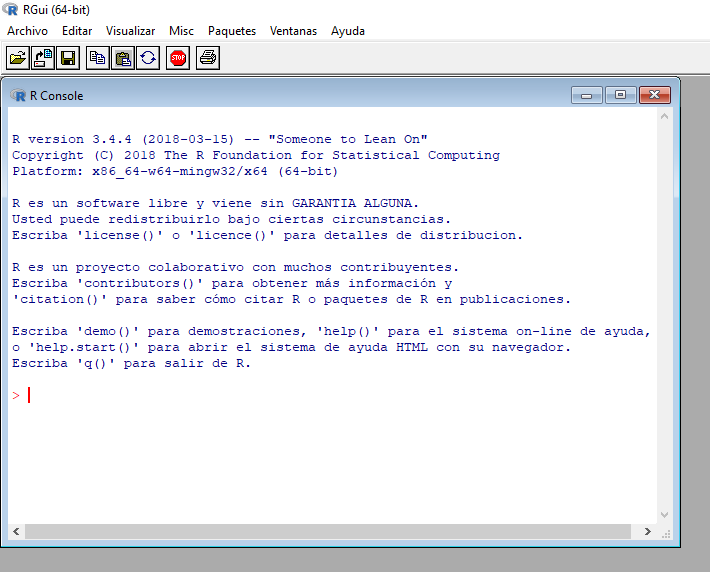 RGui (64-bit)
Archivo Editar Visualizar Misc Paquetes Ventanas Ayuda
STOP
R Console
R version 3.4.4 (2018-03-15) -- "Someone to Lean On"
Copyright (C) 2018 The R Foundation for Statistical Computing
Platform: x86_64-w64-mingw32/x64 (64-bit)
R es un software libre y viene sin GARANTIA ALGUNA.
Usted puede redistribuirlo bajo ciertas circunstancias.
Escriba 'license()' o 'licence()' para detalles de distribucion.
R es un proyecto colaborativo con muchos contribuyentes.
Escriba 'contributors()' para obtener más información y
'citation()' para saber cómo citar R o paquetes de R en publicaciones.
Escriba 'demo()' para demostraciones, 'help()' para el sistema on-line de ayuda,
o 'help.start()' para abrir el sistema de ayuda HTML con su navegador.
Escriba 'q()' para salir de R.
>